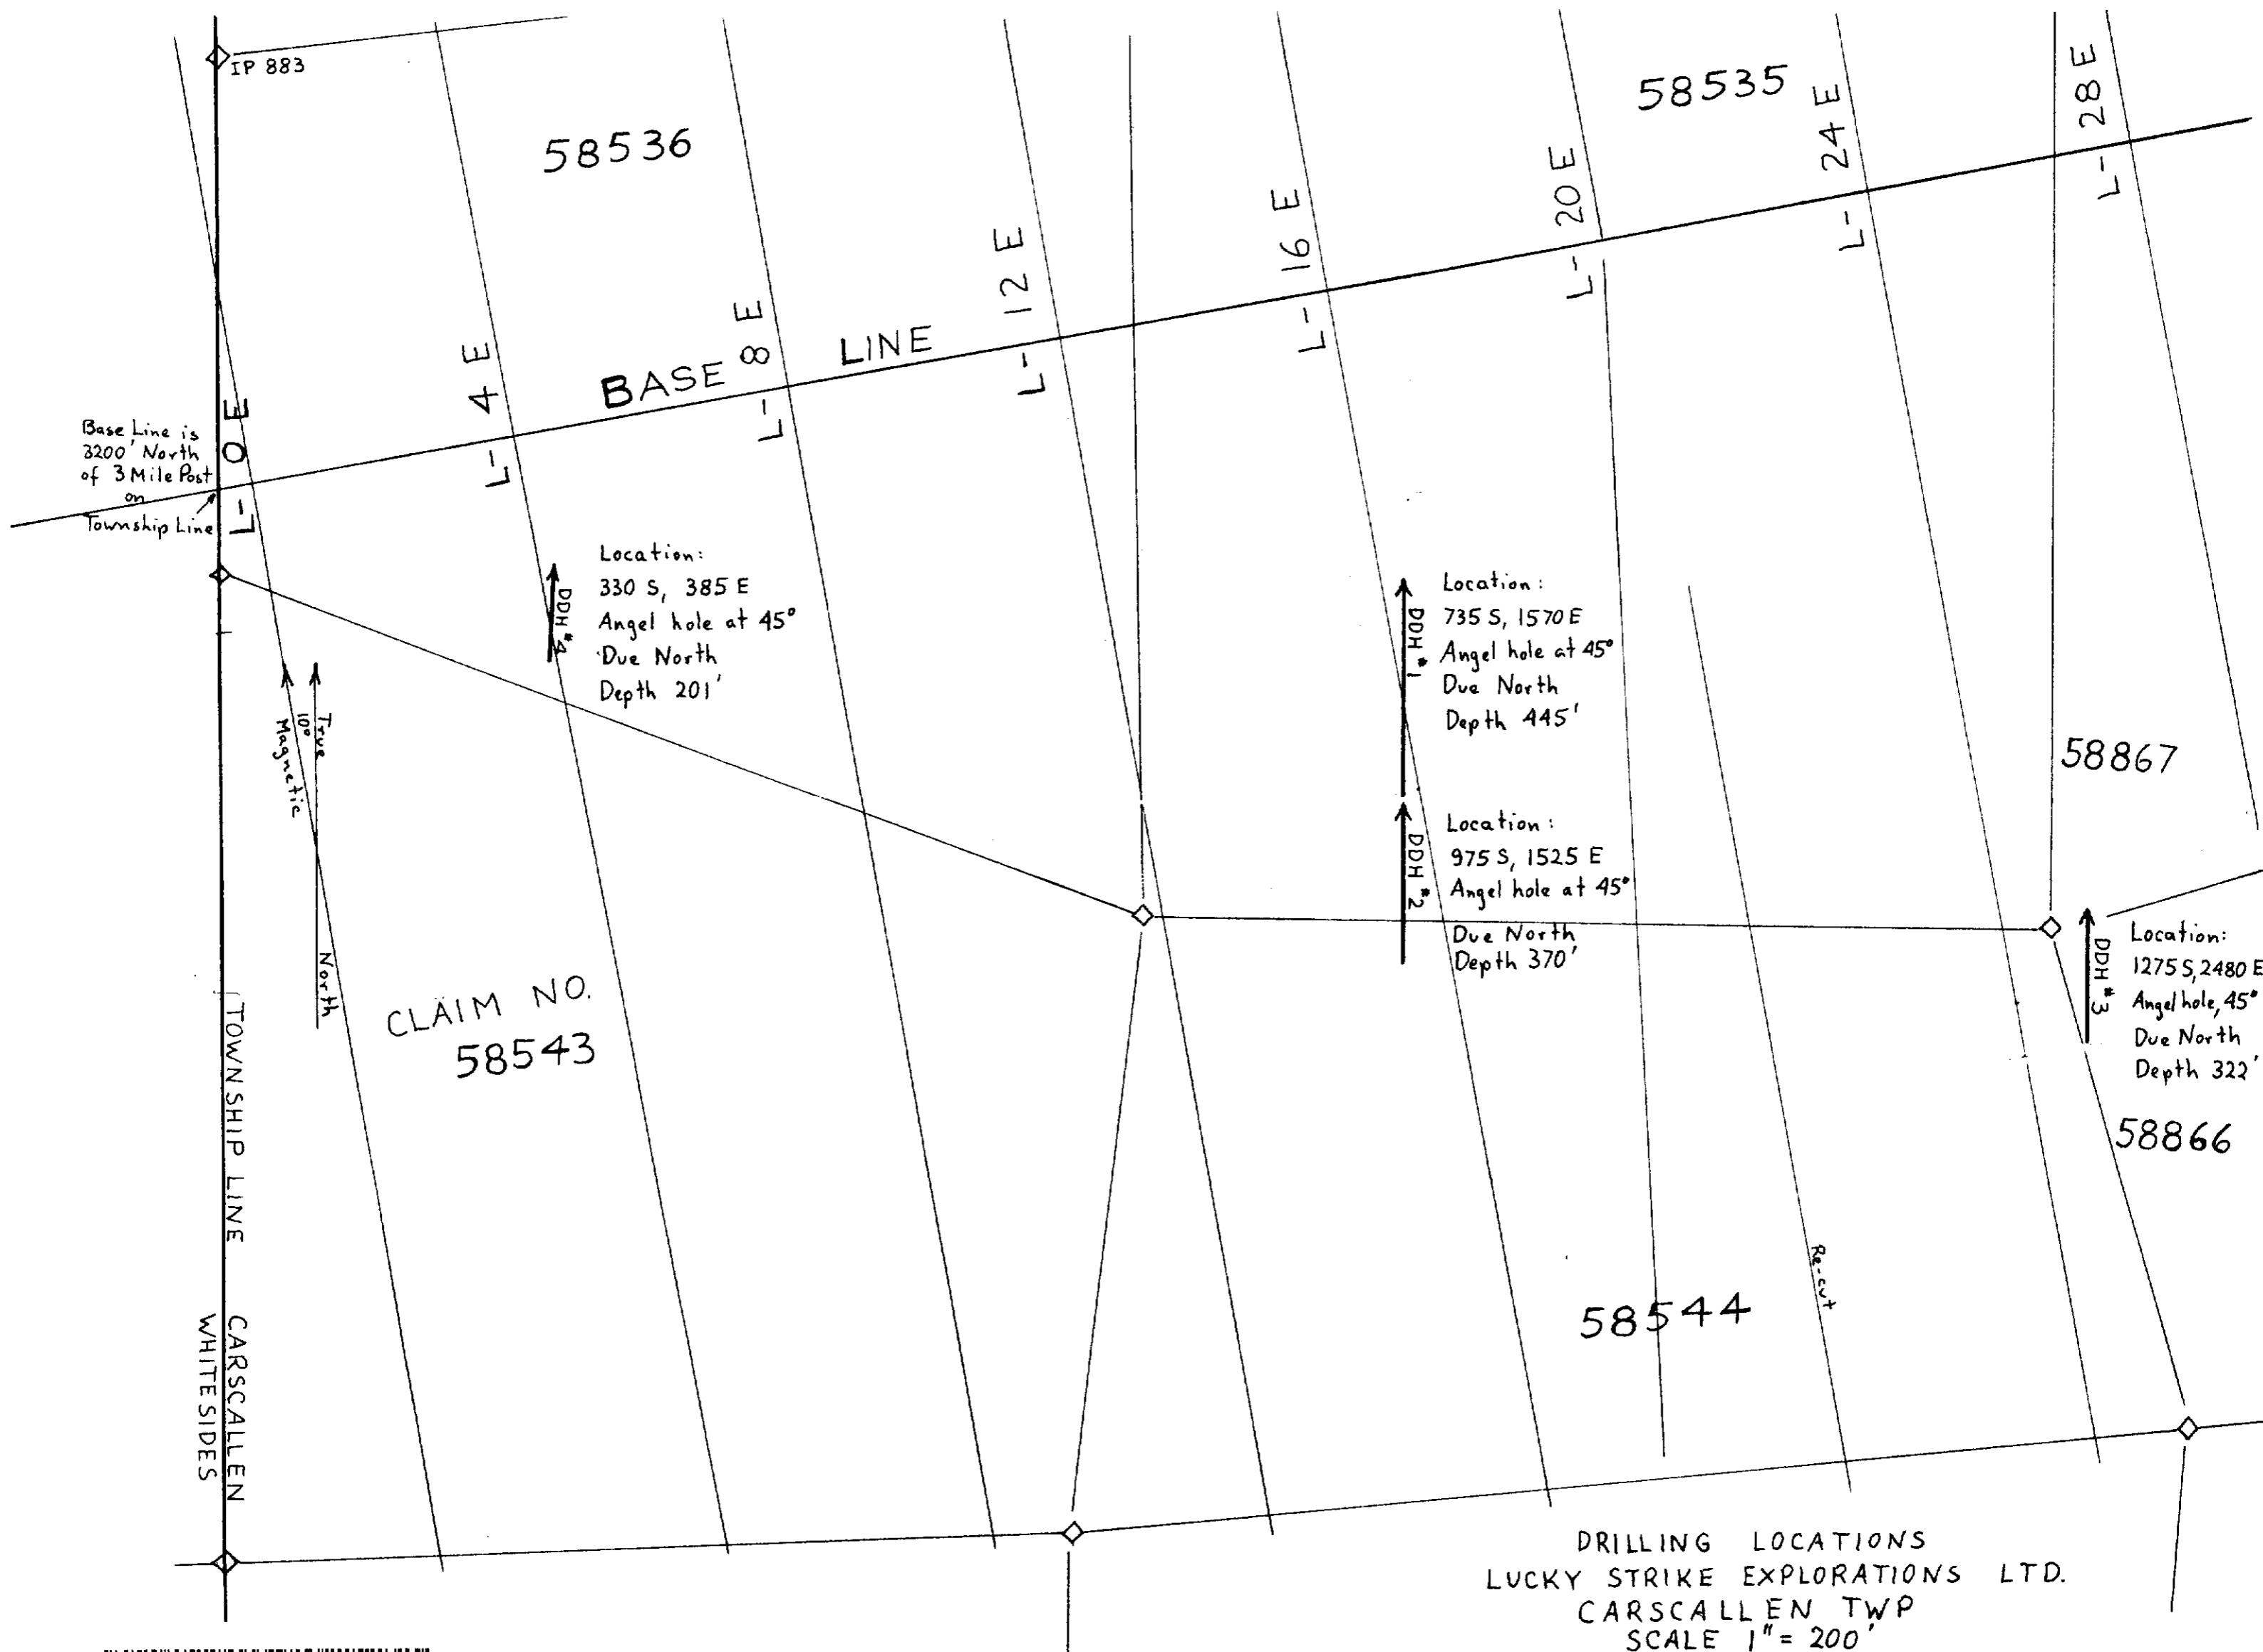 IP 883
58536
58535
L-0E
L-4E
L-8E
L-12E
L-16E
L-20E
L-24E
L-28E
BASE LINE
Base Line is
3200' North
of 3 Mile Post
on
Township Line
Location:
330 S, 385 E
Angel hole at 45°
Due North
Depth 201'
DDH #4
Location:
735 S, 1570 E
Angel hole at 45°
Due North
Depth 445'
DDH #1
Location:
975 S, 1525 E
Angel hole at 45°
Due North
Depth 370'
DDH #2
58867
Location:
1275 S, 2480 E
Angel hole, 45°
Due North
Depth 322'
DDH #3
58866
True
10°
Magnetic
North
CLAIM NO.
58543
TOWNSHIP LINE
CARSCALLEN
WHITESIDES
58544
Re-cut
DRILLING LOCATIONS
LUCKY STRIKE EXPLORATIONS LTD.
CARSCALLEN TWP
SCALE 1" = 200'